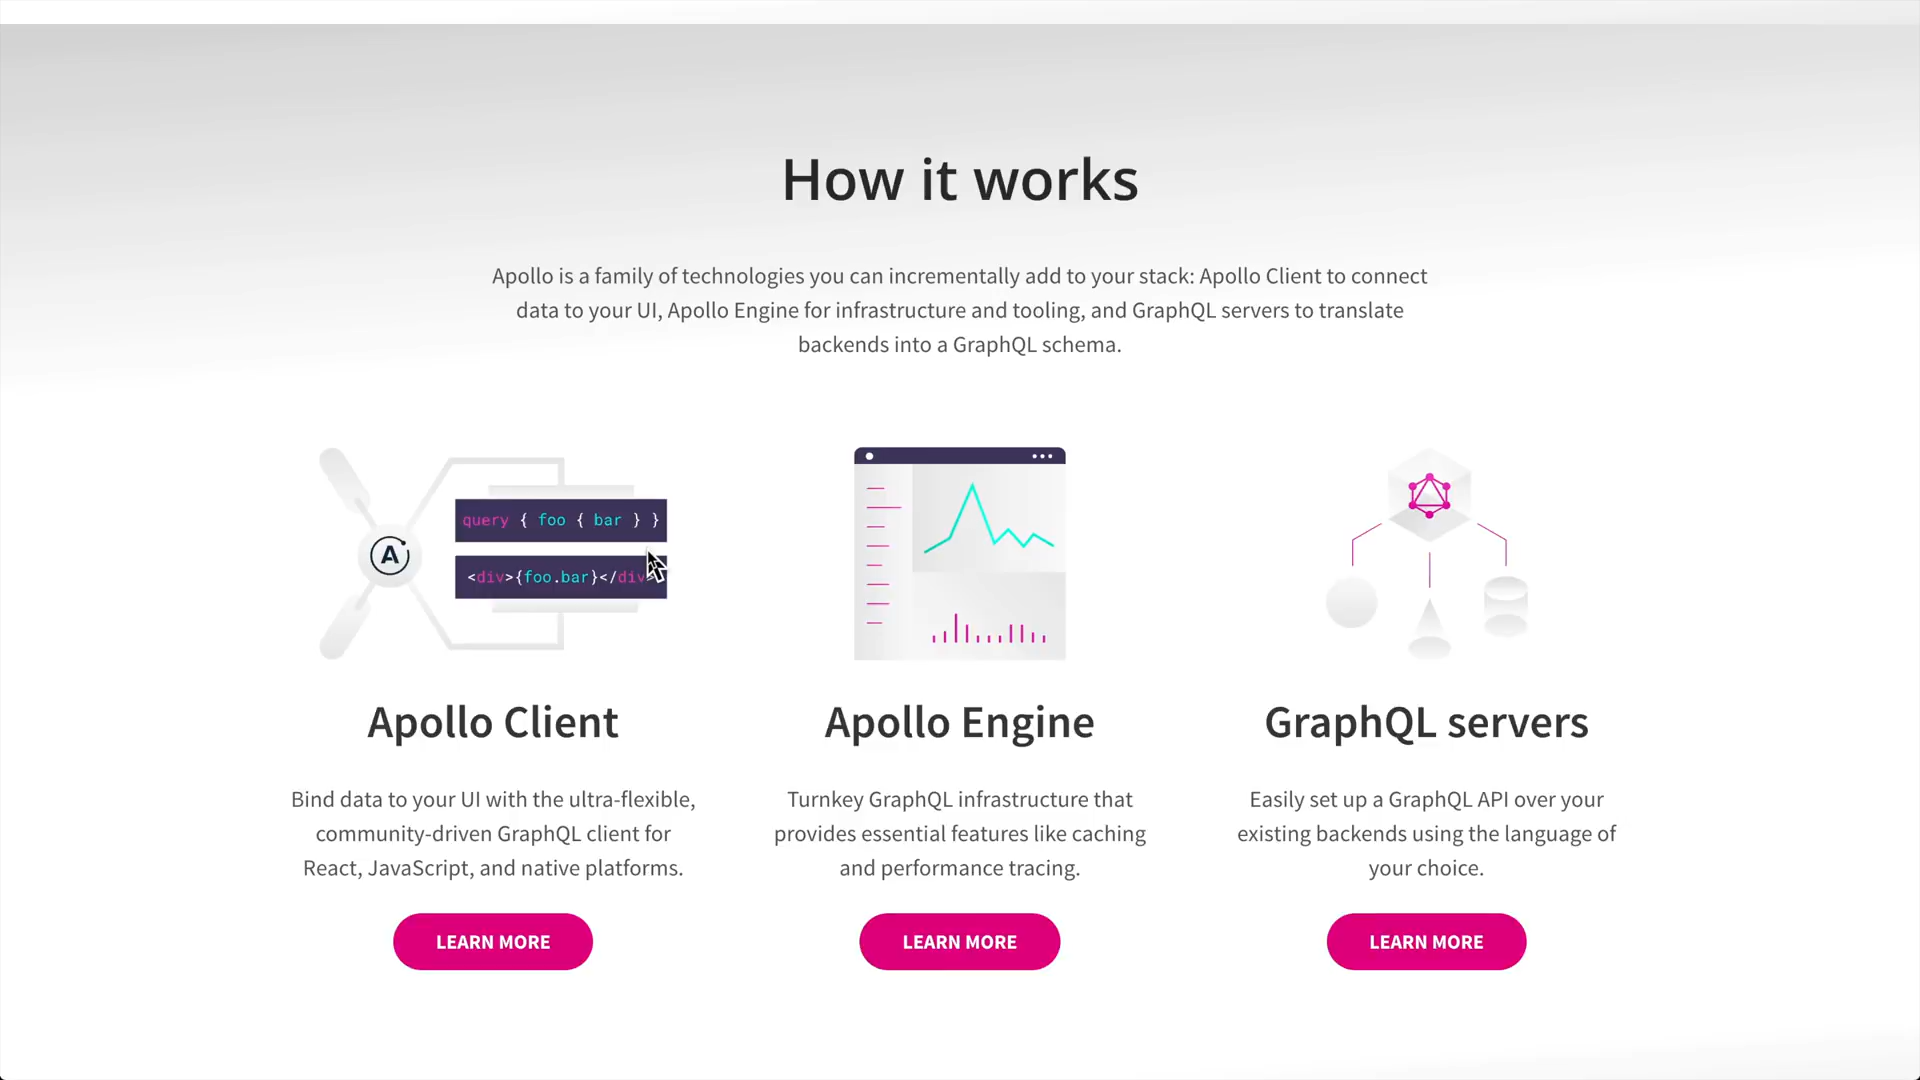 How it works
Apollo is a family of technologies you can incrementally add to your stack: Apollo Client to connect
data to your UI, Apollo Engine for infrastructure and tooling, and GraphQL servers to translate
backends into a GraphQL schema.
A
query { foo { bar } }
<div>{foo.bar}</div>
Apollo Client
Bind data to your UI with the ultra-flexible,
community-driven GraphQL client for
React, JavaScript, and native platforms.
LEARN MORE
Apollo Engine
Turnkey GraphQL infrastructure that
provides essential features like caching
and performance tracing.
LEARN MORE
GraphQL servers
Easily set up a GraphQL API over your
existing backends using the language of
your choice.
LEARN MORE